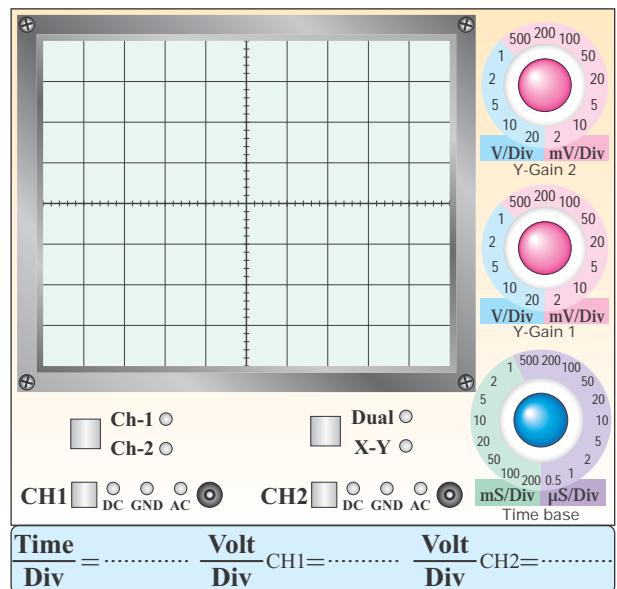 500 200 100
1 50
2 20
5 5
10 10
20 2
V/Div mV/Div
Y-Gain 2
500 200 100
1 50
2 20
5 5
10 10
20 2
V/Div mV/Div
Y-Gain 1
1 500 200 100
2 50
5 20
10 10
20 5
50 2
100 200 0.5 1
mS/Div µS/Div
Time base
Ch-1
Ch-2
Dual
X-Y
CH1 DC GND AC
CH2 DC GND AC
Time/Div = ............ Volt/Div CH1=.......... Volt/Div CH2=..........